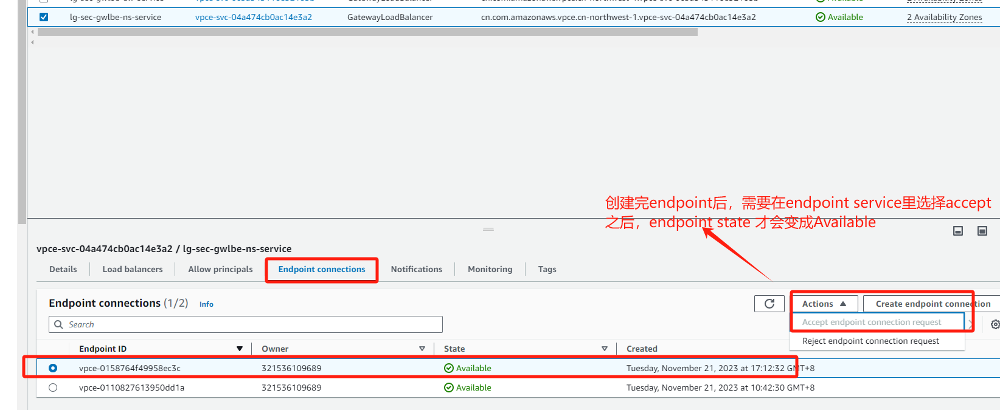 lg-sec-gwlbe-ns-service vpce-svc-04a474cb0ac14e3a2 GatewayLoadBalancer cn.com.amazonaws.vpce.cn-northwest-1.vpce-svc-04a474cb0ac14e3a2 Available 2 Availability Zones
创建完endpoint后，需要在endpoint service里选择accept
之后，endpoint state 才会变成Available
vpce-svc-04a474cb0ac14e3a2 / lg-sec-gwlbe-ns-service
Details Load balancers Allow principals Endpoint connections Notifications Monitoring Tags
Endpoint connections (1/2) Info Actions Create endpoint connection
Search
Accept endpoint connection request
Reject endpoint connection request
Endpoint ID Owner State Created
vpce-0158764f49958ec3c 321536109689 Available Tuesday, November 21, 2023 at 17:12:32 GMT+8
vpce-0110827613950dd1a 321536109689 Available Tuesday, November 21, 2023 at 10:42:30 GMT+8